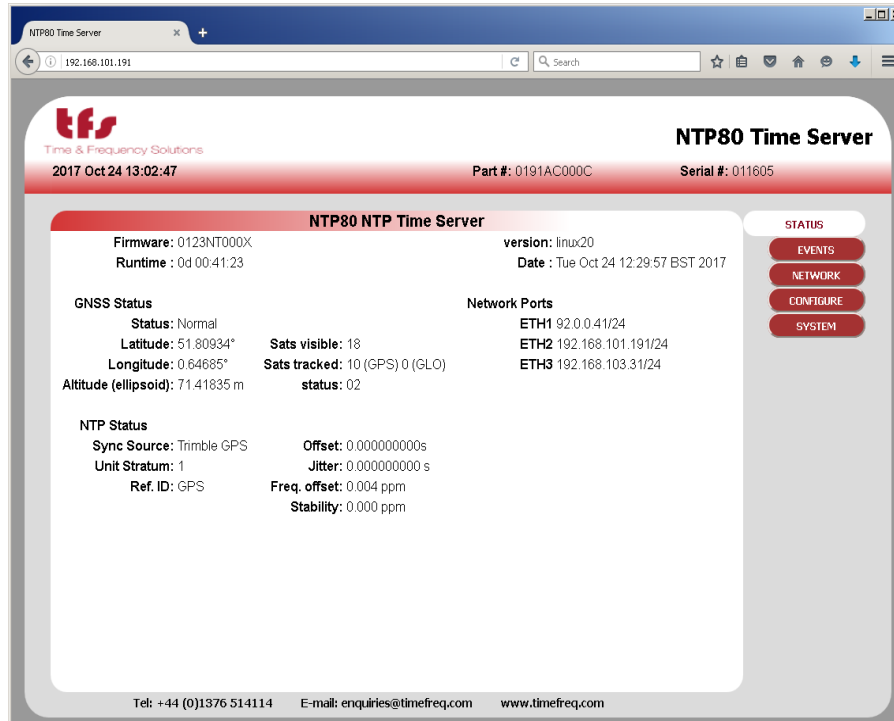 NTP80 Time Server
192.168.101.191
Search
tfs
Time & Frequency Solutions
NTP80 Time Server
2017 Oct 24 13:02:47 Part #: 0191AC000C Serial #: 011605
NTP80 NTP Time Server
STATUS
EVENTS
NETWORK
CONFIGURE
SYSTEM
Firmware: 0123NT000X version: linux20
Runtime : 0d 00:41:23 Date : Tue Oct 24 12:29:57 BST 2017
GNSS Status Network Ports
Status: Normal ETH1 92.0.0.41/24
Latitude: 51.80934° Sats visible: 18 ETH2 192.168.101.191/24
Longitude: 0.64685° Sats tracked: 10 (GPS) 0 (GLO) ETH3 192.168.103.31/24
Altitude (ellipsoid): 71.41835 m status: 02
NTP Status
Sync Source: Trimble GPS Offset: 0.000000000s
Unit Stratum: 1 Jitter: 0.000000000 s
Ref. ID: GPS Freq. offset: 0.004 ppm
Stability: 0.000 ppm
Tel: +44 (0)1376 514114 E-mail: enquiries@timefreq.com www.timefreq.com